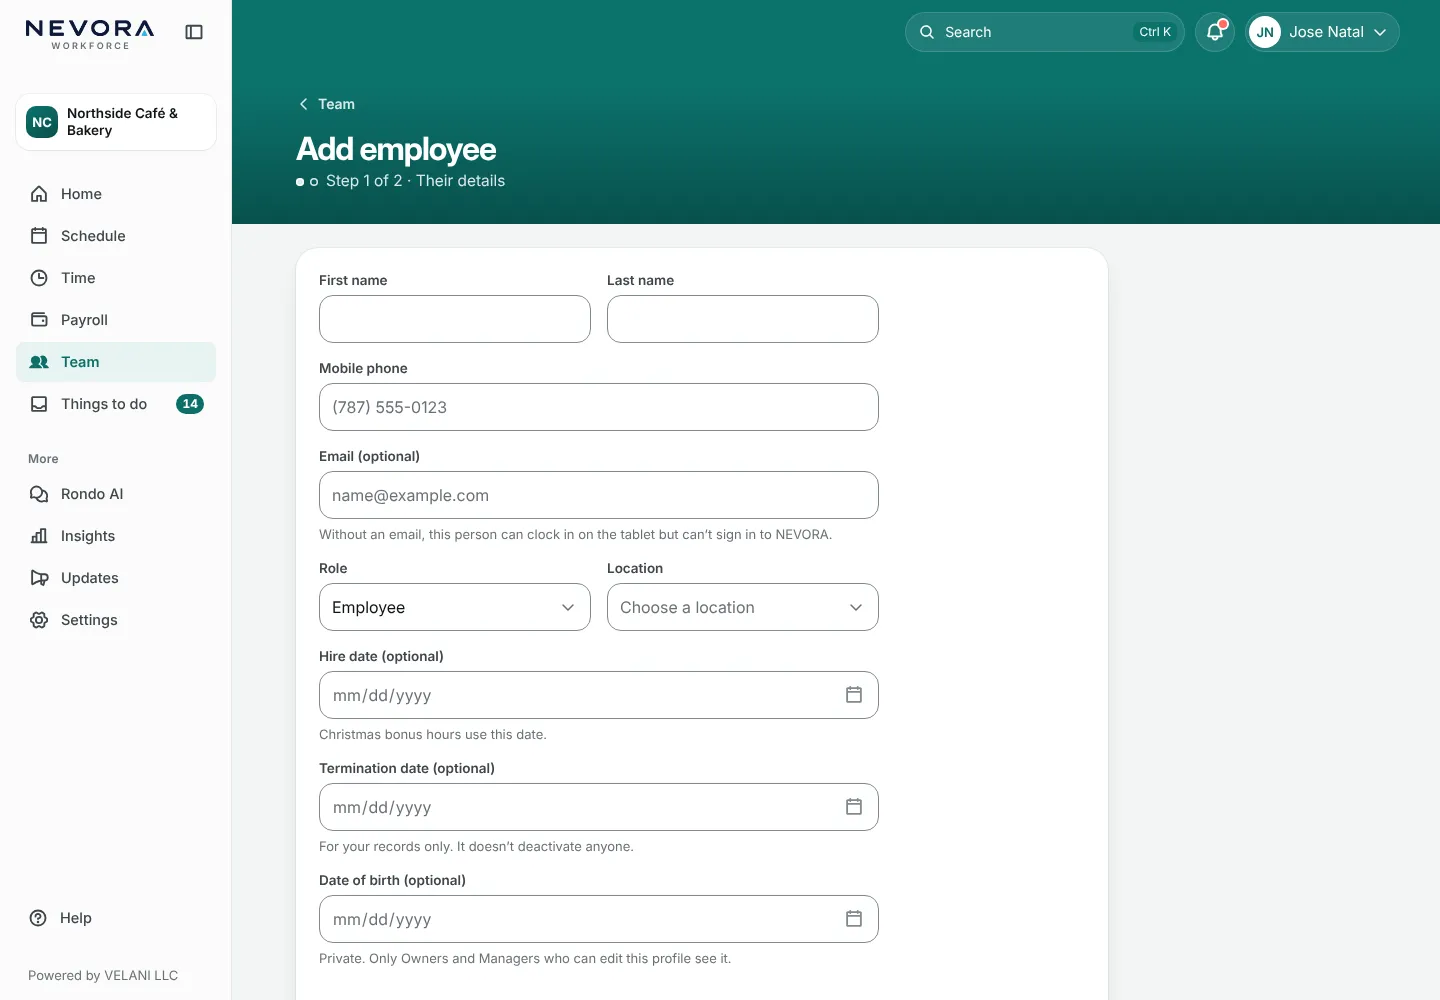 NEVORA
WORKFORCE
Northside Café &
Bakery
NC
Home
Schedule
Time
Payroll
Team
Things to do 14
More
Rondo AI
Insights
Updates
Settings
Help
Powered by VELANI LLC
Search Ctrl K
JN Jose Natal
Team
Add employee
Step 1 of 2 · Their details
First name Last name
Mobile phone
(787) 555-0123
Email (optional)
name@example.com
Without an email, this person can clock in on the tablet but can’t sign in to NEVORA.
Role Location
Employee Choose a location
Hire date (optional)
mm/dd/yyyy
Christmas bonus hours use this date.
Termination date (optional)
mm/dd/yyyy
For your records only. It doesn’t deactivate anyone.
Date of birth (optional)
mm/dd/yyyy
Private. Only Owners and Managers who can edit this profile see it.